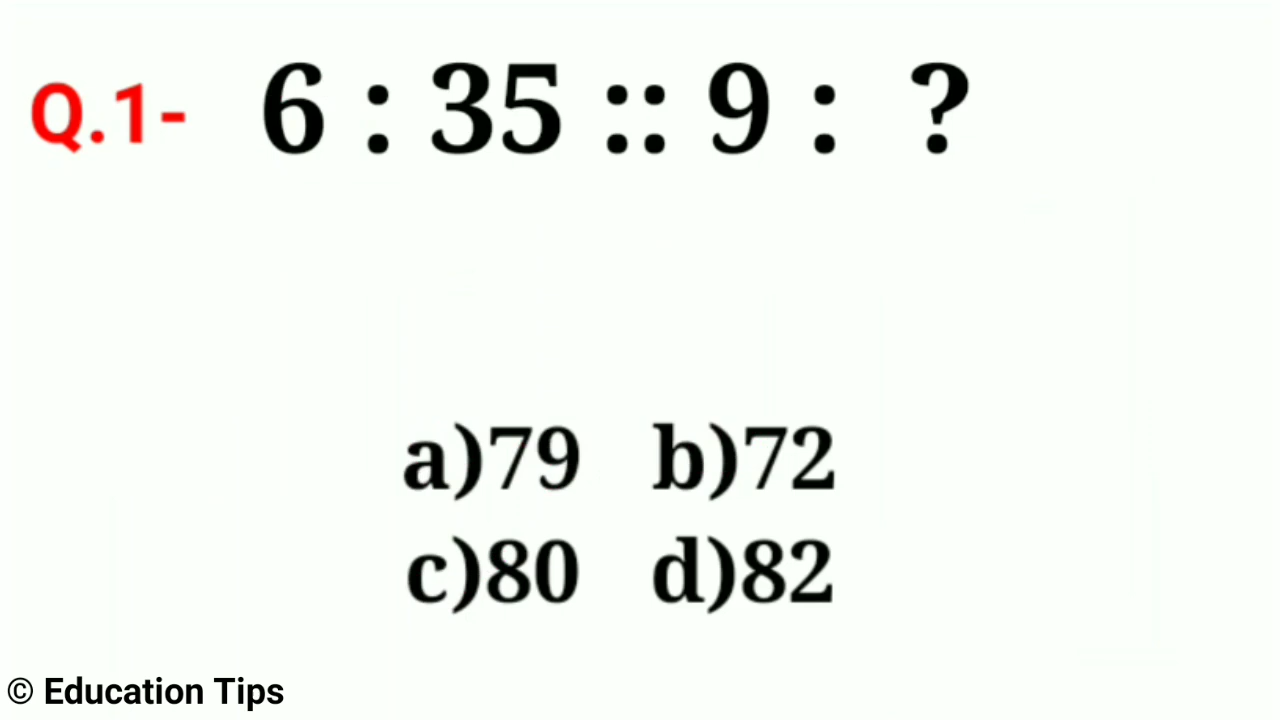 Q.1- 6 : 35 :: 9 : ?
a)79 b)72
c)80 d)82
© Education Tips